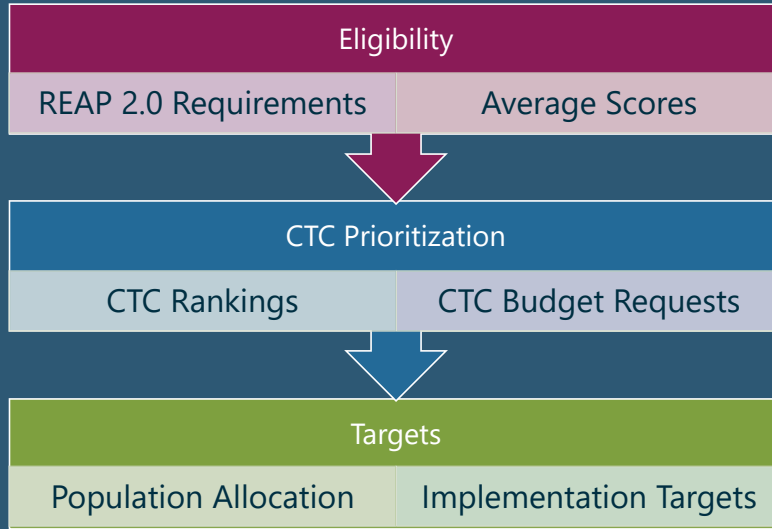 Eligibility
REAP 2.0 Requirements
Average Scores
CTC Prioritization
CTC Rankings
CTC Budget Requests
Targets
Population Allocation
Implementation Targets